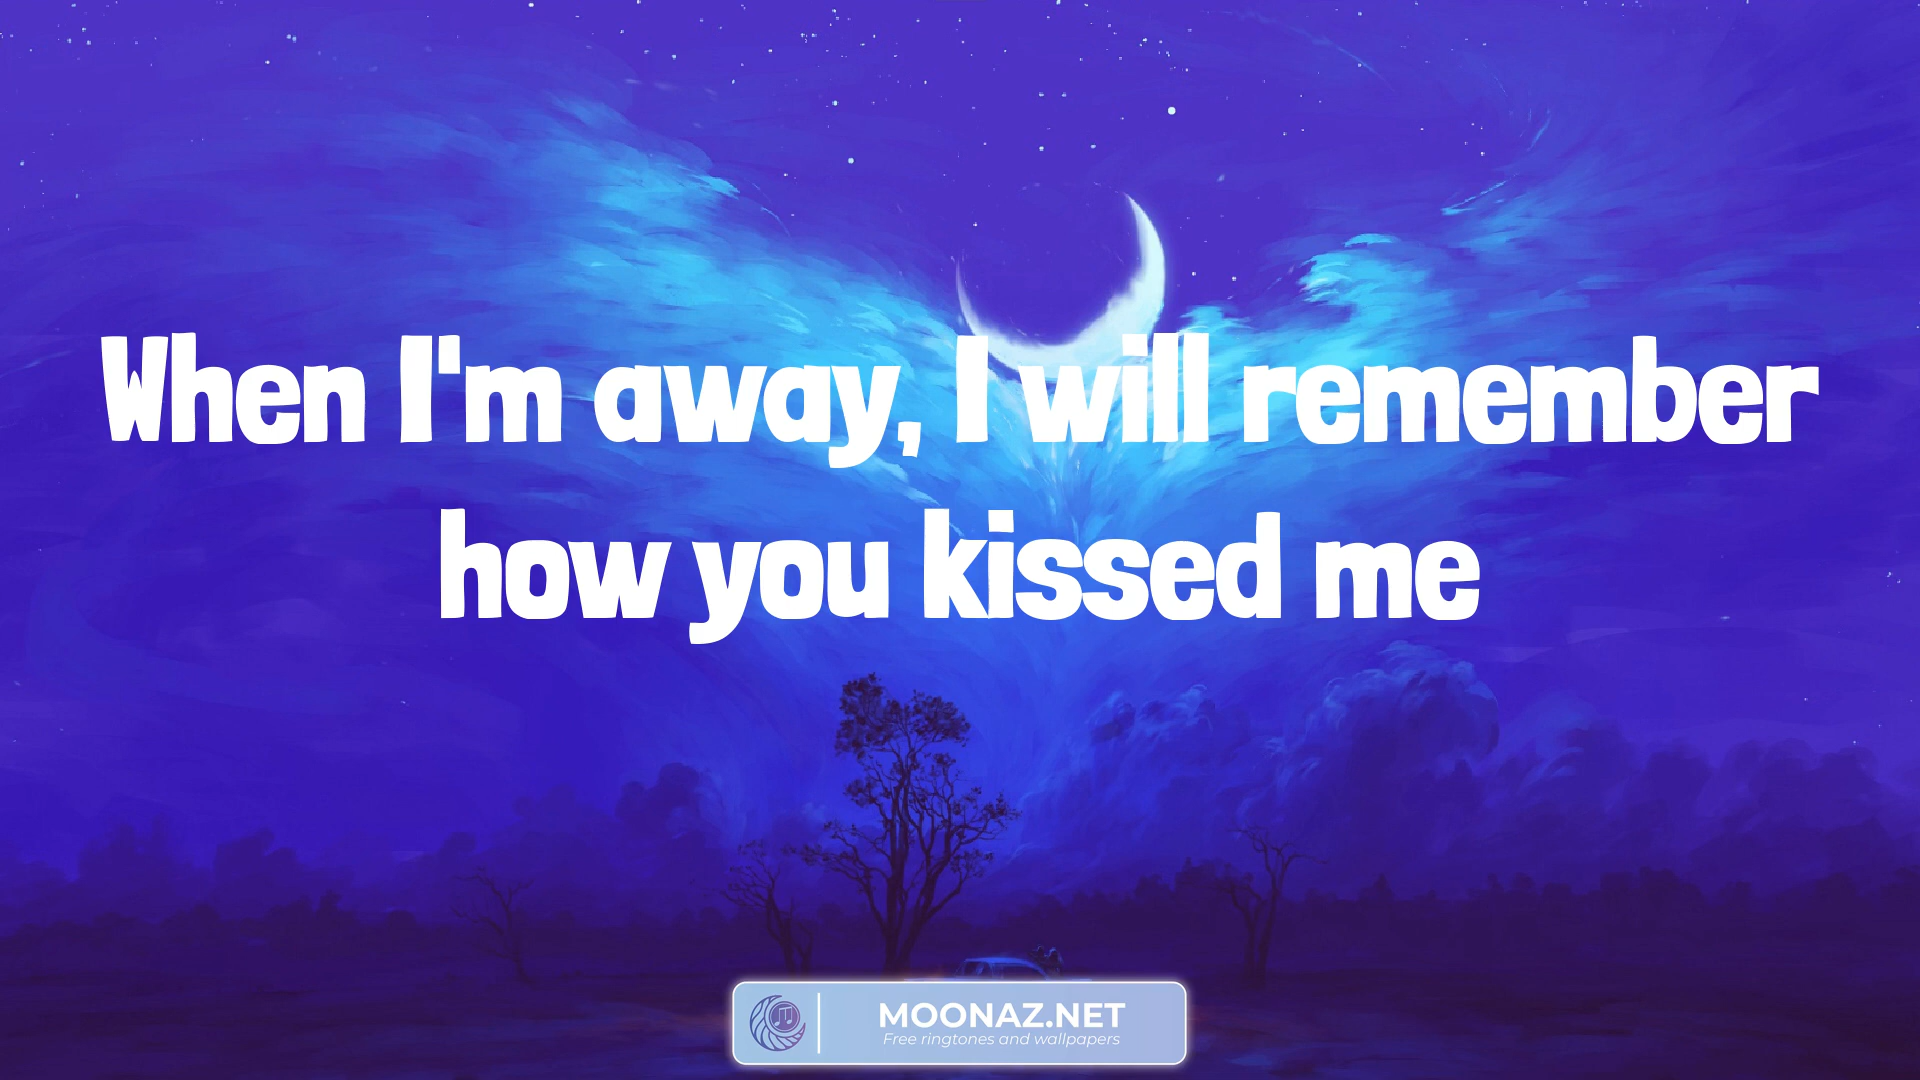 When I'm away, I will remember
how you kissed me
MOONAZ.NET
Free ringtones and wallpapers